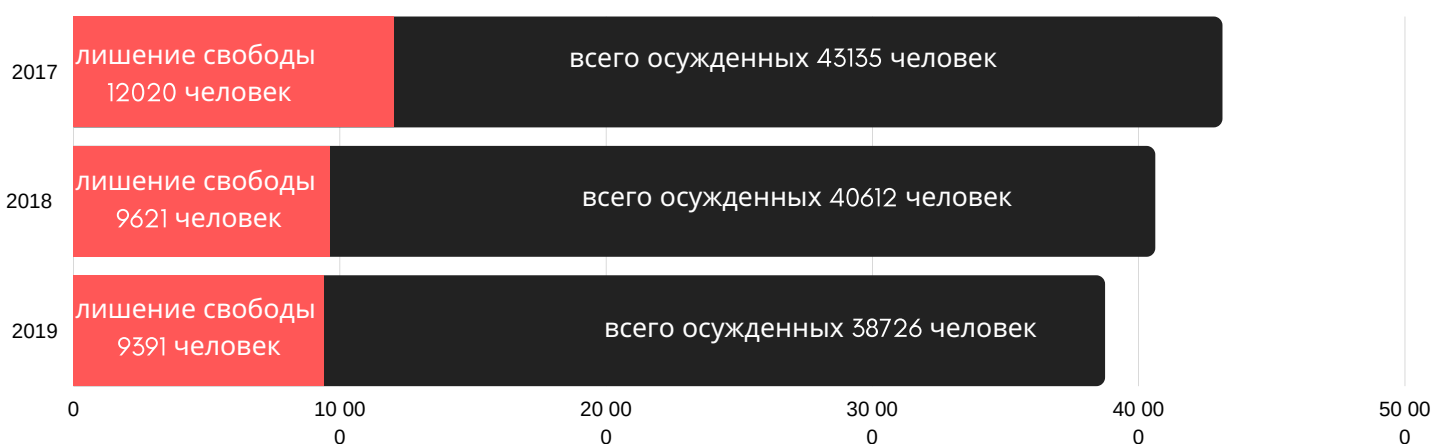 2017
лишение свободы
12020 человек
всего осужденных 43135 человек
2018
лишение свободы
9621 человек
всего осужденных 40612 человек
2019
лишение свободы
9391 человек
всего осужденных 38726 человек
0 10 00 20 00 30 00 40 00 50 00
0 0 0 0 0